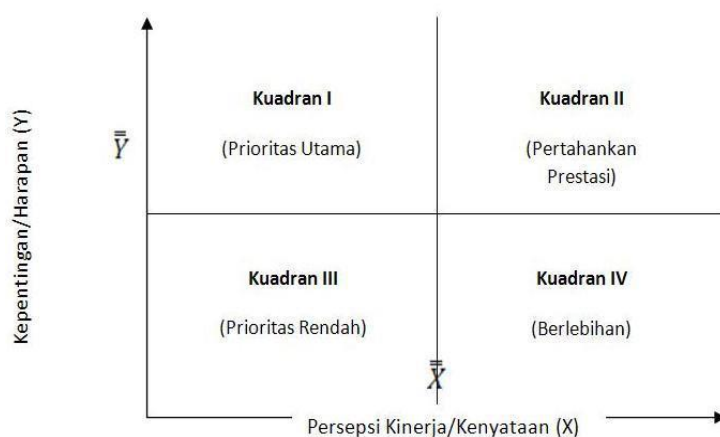 Kepentingan/Harapan (Y)
Kuadran I
(Prioritas Utama)
Kuadran II
(Pertahankan
Prestasi)
Y̿
Kuadran III
(Prioritas Rendah)
Kuadran IV
(Berlebihan)
X̿
Persepsi Kinerja/Kenyataan (X)